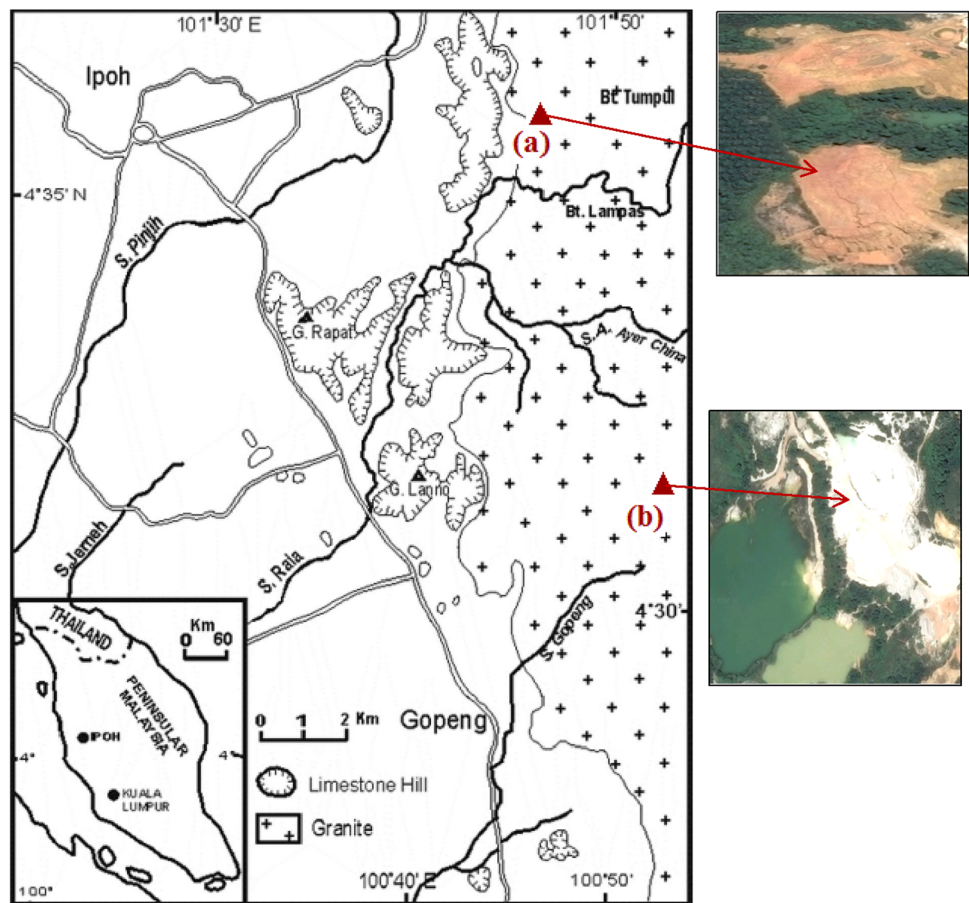 101°30 E
101°50'
Ipoh
Bt Tumpul
(a)
4°35' N
Bt. Lampas
S. Pinjih
S.A. Ayer China
G. Rapat
G. Lanno
(b)
S. Jemeh
S. Raia
4°30'
S. Gopeng
Gopeng
THAILAND
Km
0 60
PENINSULAR
MALAYSIA
IPOH
4°
4°
KUALA
LUMPUR
100°
0 1 2 Km
Limestone Hill
Granite
100°40' E
100°50'